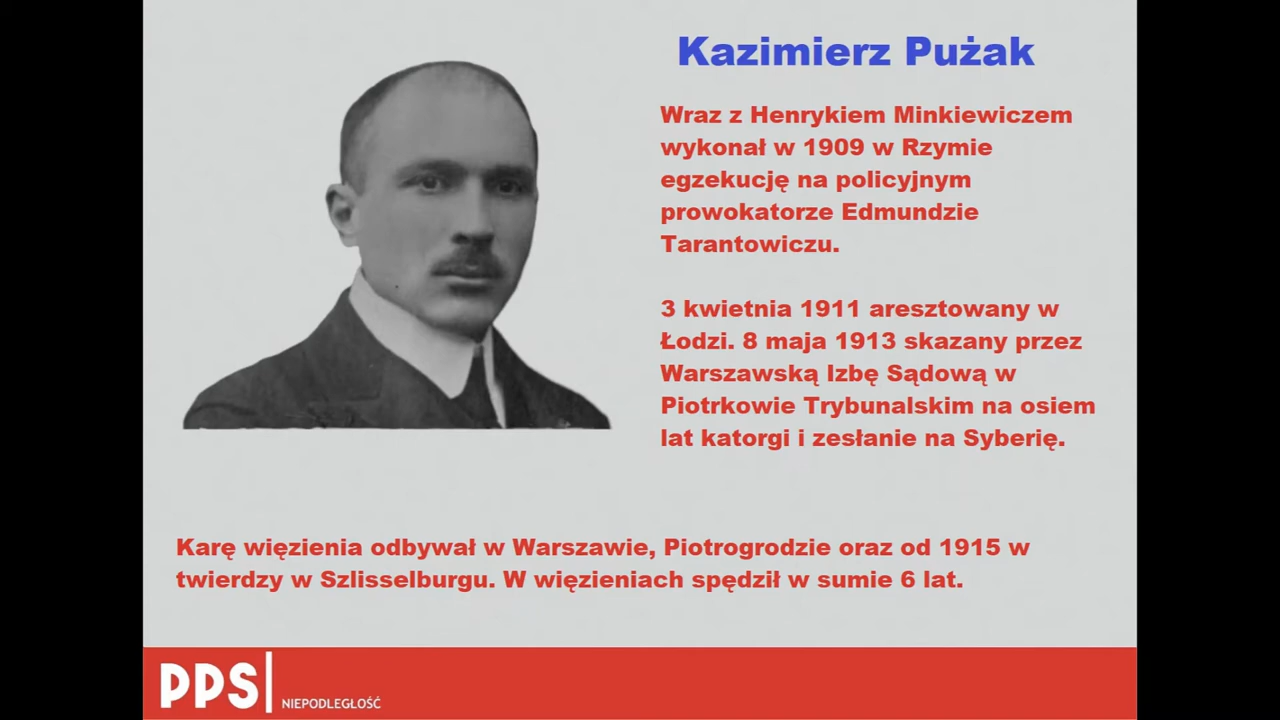 Kazimierz Pużak
Wraz z Henrykiem Minkiewiczem
wykonał w 1909 w Rzymie
egzekucję na policyjnym
prowokatorze Edmundzie
Tarantowiczu.
3 kwietnia 1911 aresztowany w
Łodzi. 8 maja 1913 skazany przez
Warszawską Izbę Sądową w
Piotrkowie Trybunalskim na osiem
lat katorgi i zesłanie na Syberię.
Karę więzienia odbywał w Warszawie, Piotrogrodzie oraz od 1915 w
twierdzy w Szlisselburgu. W więzieniach spędził w sumie 6 lat.
PPS
NIEPODLEGŁOŚĆ